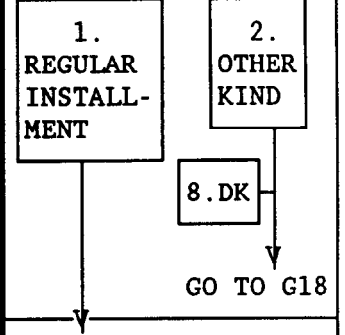 1.
REGULAR
INSTALL-
MENT
2.
OTHER
KIND
8.DK
GO TO G18